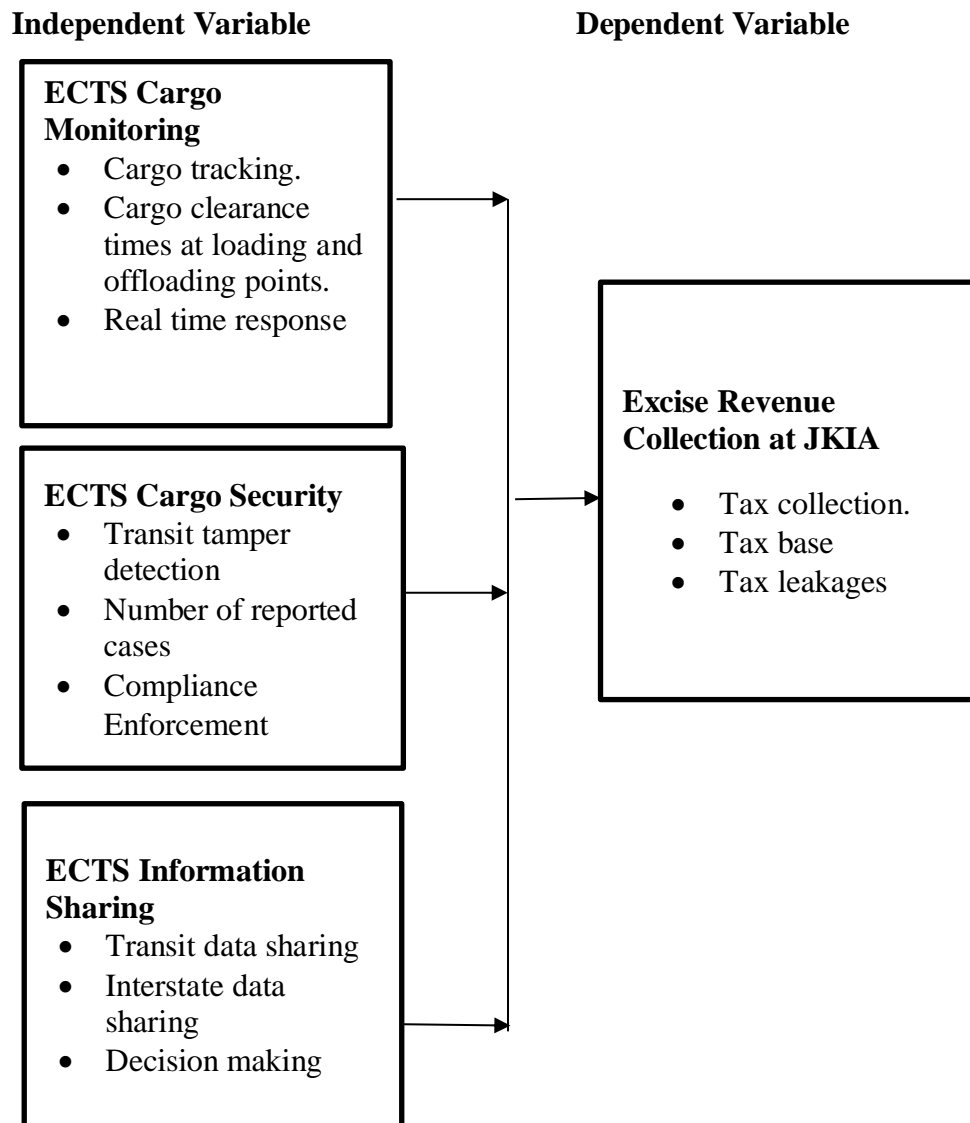 Independent Variable
Dependent Variable
ECTS Cargo
Monitoring
• Cargo tracking.
• Cargo clearance
times at loading and
offloading points.
• Real time response
ECTS Cargo Security
• Transit tamper
detection
• Number of reported
cases
• Compliance
Enforcement
ECTS Information
Sharing
• Transit data sharing
• Interstate data
sharing
• Decision making
Excise Revenue
Collection at JKIA
• Tax collection.
• Tax base
• Tax leakages